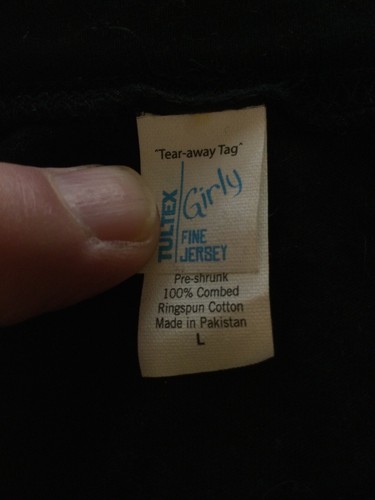 "Tear-away Tag"
TULTEX
Girly
FINE
JERSEY
Pre-shrunk
100% Combed
Ringspun Cotton
Made in Pakistan
L